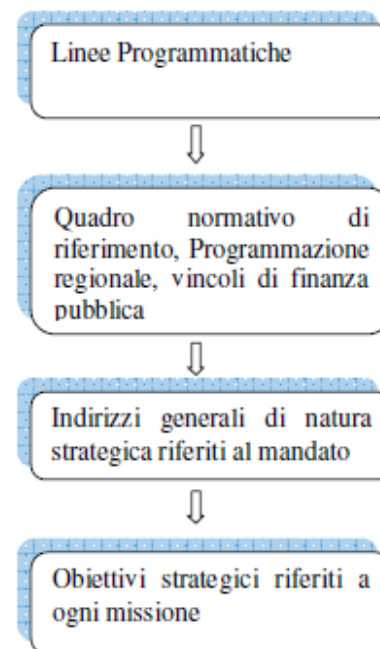 Linee Programmatiche
Quadro normativo di
riferimento, Programmazione
regionale, vincoli di finanza
pubblica
Indirizzi generali di natura
strategica riferiti al mandato
Obiettivi strategici riferiti a
ogni missione